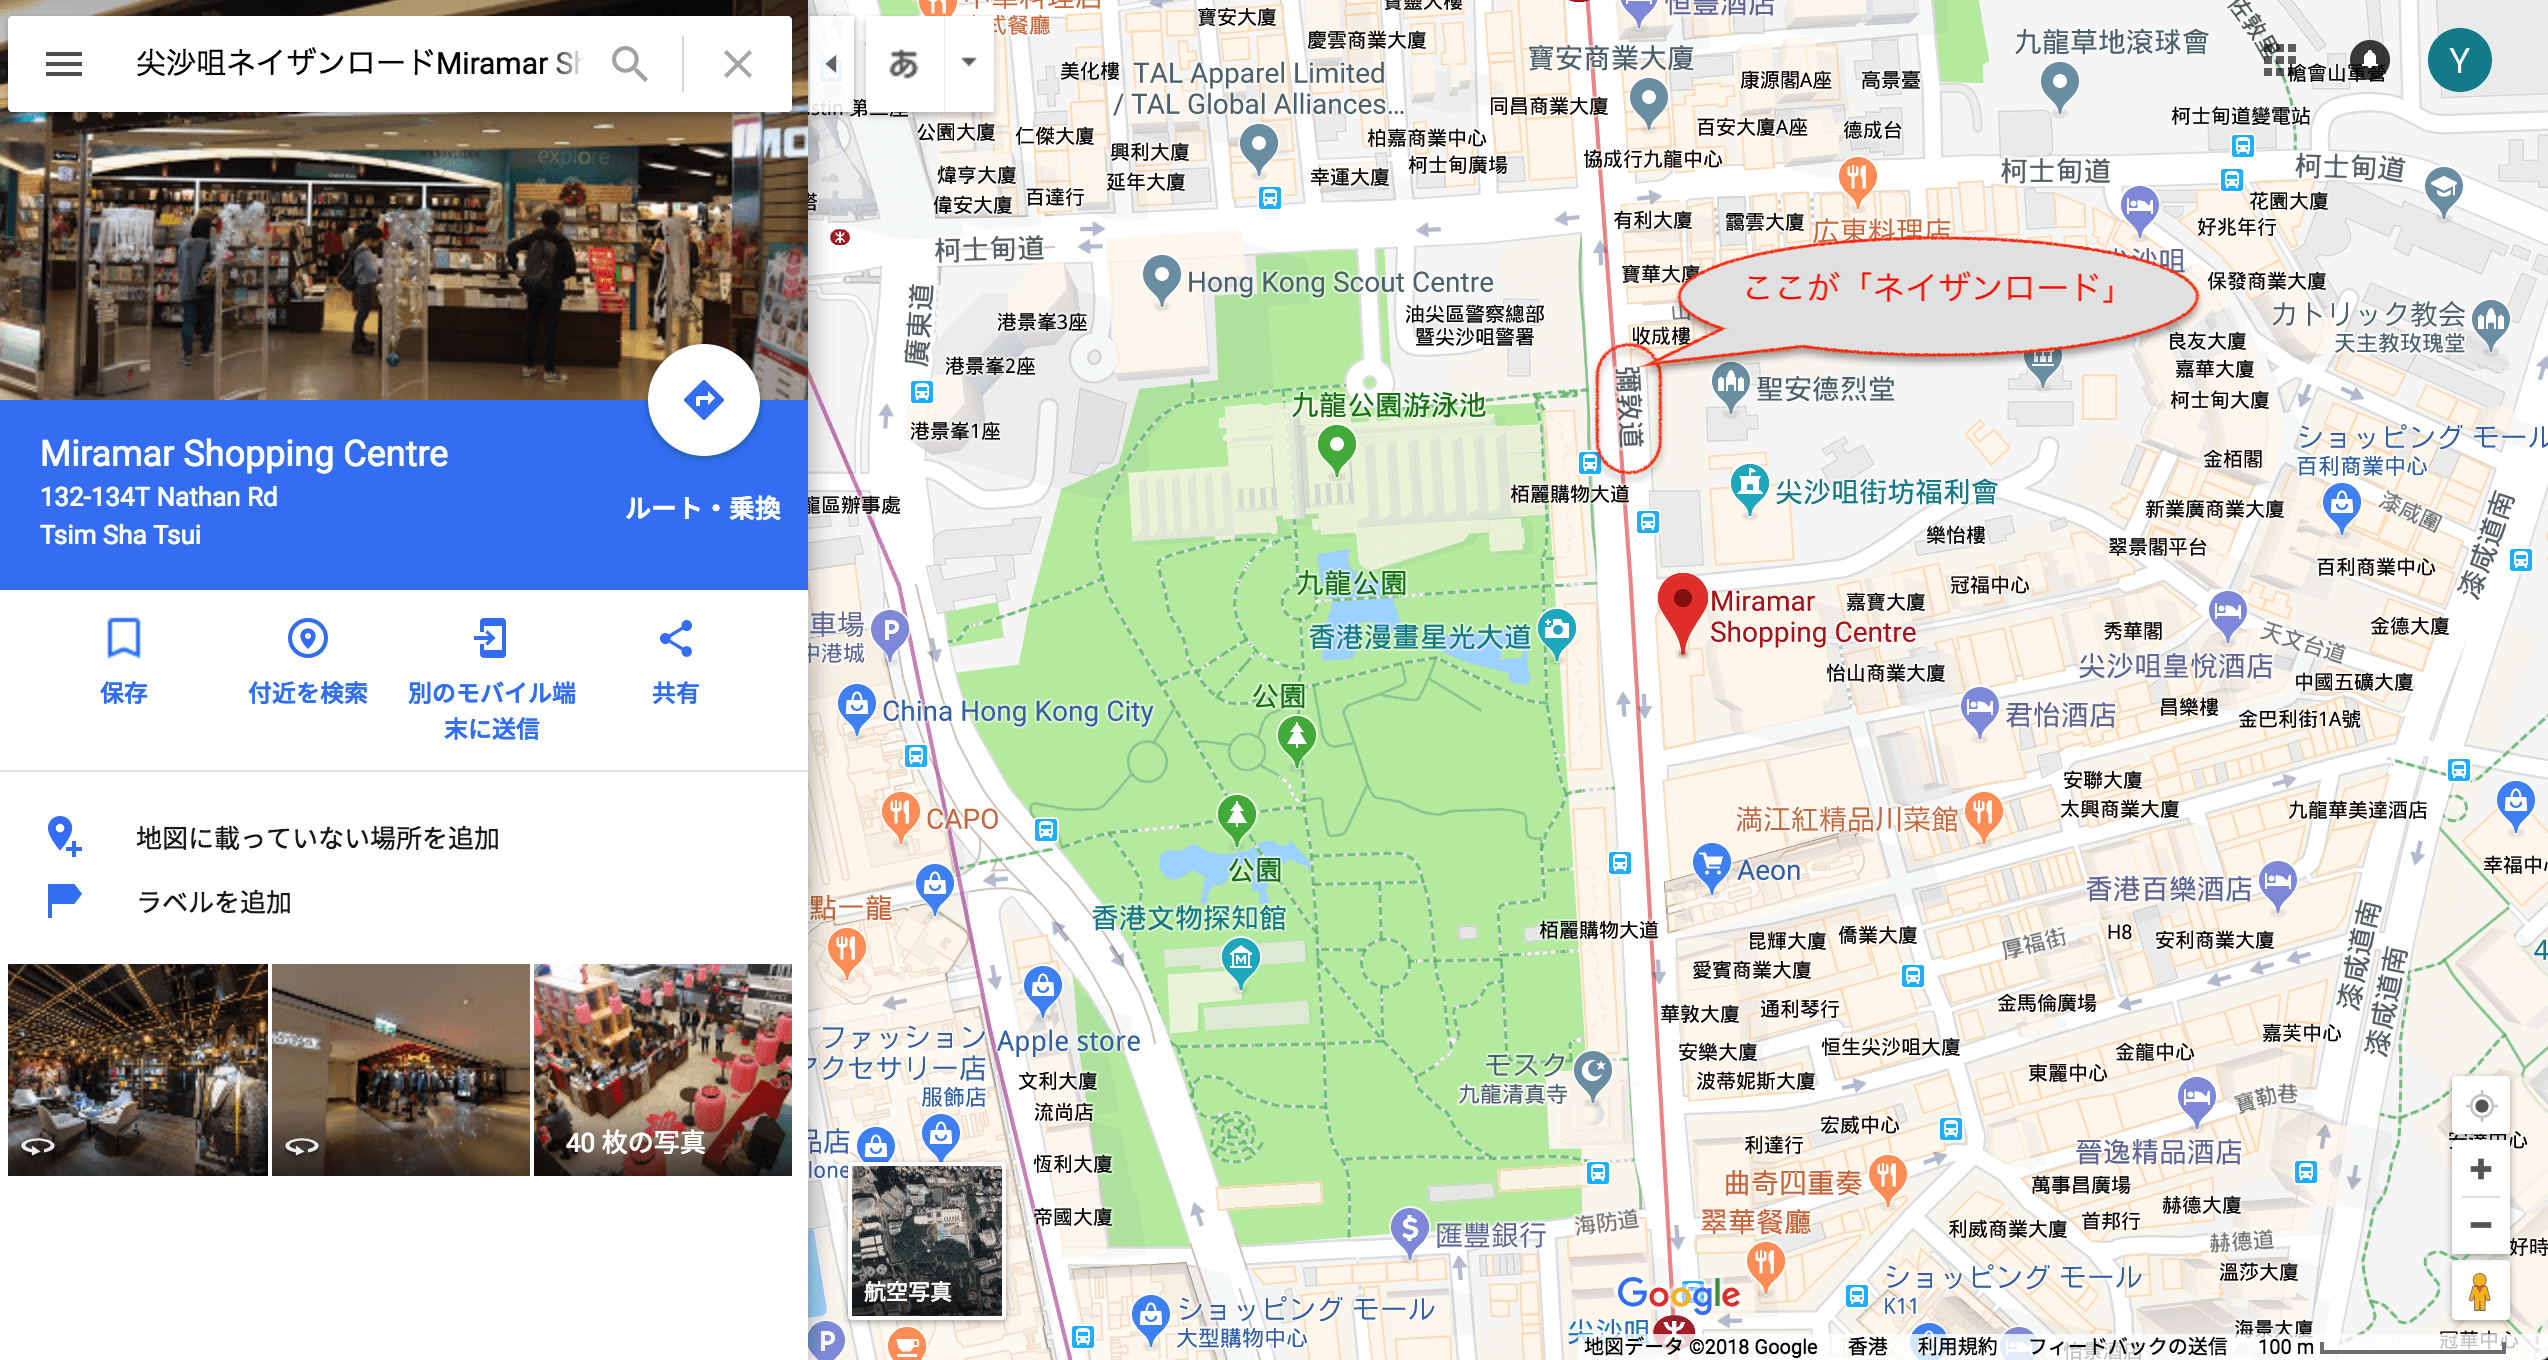 尖沙咀ネイザンロードMiramar Sh
explore
Miramar Shopping Centre
132-134T Nathan Rd
Tsim Sha Tsui
ルート・乗換
保存
付近を検索
別のモバイル端
末に送信
共有
地図に載っていない場所を追加
ラベルを追加
40 枚の写真
あ
Y
寶安大廈
慶雲商業大廈
美化樓
TAL Apparel Limited
/ TAL Global Alliances...
寶安商業大廈
康源閣A座
高景臺
九龍草地滾球會
槍會山軍營
同昌商業大廈
柯士甸道變電站
公園大廈
仁傑大廈
柏嘉商業中心
百安大廈A座
德成台
興利大廈
柯士甸廣場
協成行九龍中心
柯士甸道
柯士甸道
煒亨大廈
延年大廈
幸運大廈
偉安大廈
百達行
花園大廈
有利大廈
靄雲大廈
広東料理店
好兆年行
柯士甸道
Hong Kong Scout Centre
寶華大廈
ここが「ネイザンロード」
保發商業大廈
廣東道
港景峯3座
油尖區警察總部
暨尖沙咀警署
收成樓
カトリック教会
天主教玫瑰堂
良友大廈
港景峯2座
嘉華大廈
彌敦道
聖安德烈堂
柯士甸大廈
九龍公園游泳池
港景峯1座
ショッピング モール
百利商業中心
金栢閣
栢麗購物大道
尖沙咀街坊福利會
新業廣商業大廈
漆咸圍
漆咸道南
龍區辦事處
樂怡樓
翠景閣平台
百利商業中心
九龍公園
冠福中心
Miramar
Shopping Centre
嘉寶大廈
秀華閣
天文台道
金德大廈
車場
中港城
香港漫畫星光大道
怡山商業大廈
尖沙咀皇悅酒店
中國五礦大廈
公園
China Hong Kong City
君怡酒店
昌樂樓
金巴利街1A號
安聯大廈
太興商業大廈
九龍華美達酒店
CAPO
満江紅精品川菜館
公園
Aeon
幸福中心
點一龍
香港百樂酒店
香港文物探知館
栢麗購物大道
昆輝大廈
僑業大廈
厚福街
H8
安利商業大廈
漆咸道南
漆咸道南
愛賓商業大廈
金馬倫廣場
華敦大廈
通利琴行
嘉芙中心
ファッション
アクセサリー店
服飾店
Apple store
安樂大廈
恒生尖沙咀大廈
金龍中心
モスク
九龍清真寺
文利大廈
波蒂妮斯大廈
東麗中心
寶勒巷
流尚店
宏威中心
利達行
晉逸精品酒店
恆利大廈
曲奇四重奏
萬事昌廣場
赫德大廈
帝國大廈
翠華餐廳
利威商業大廈
首邦行
匯豐銀行
海防道
赫德道
溫莎大廈
航空写真
ショッピング モール
K11
ショッピング モール
大型購物中心
Google
尖沙咀
海景大廈
地図データ ©2018 Google
香港
利用規約
フィードバックの送信
100 m